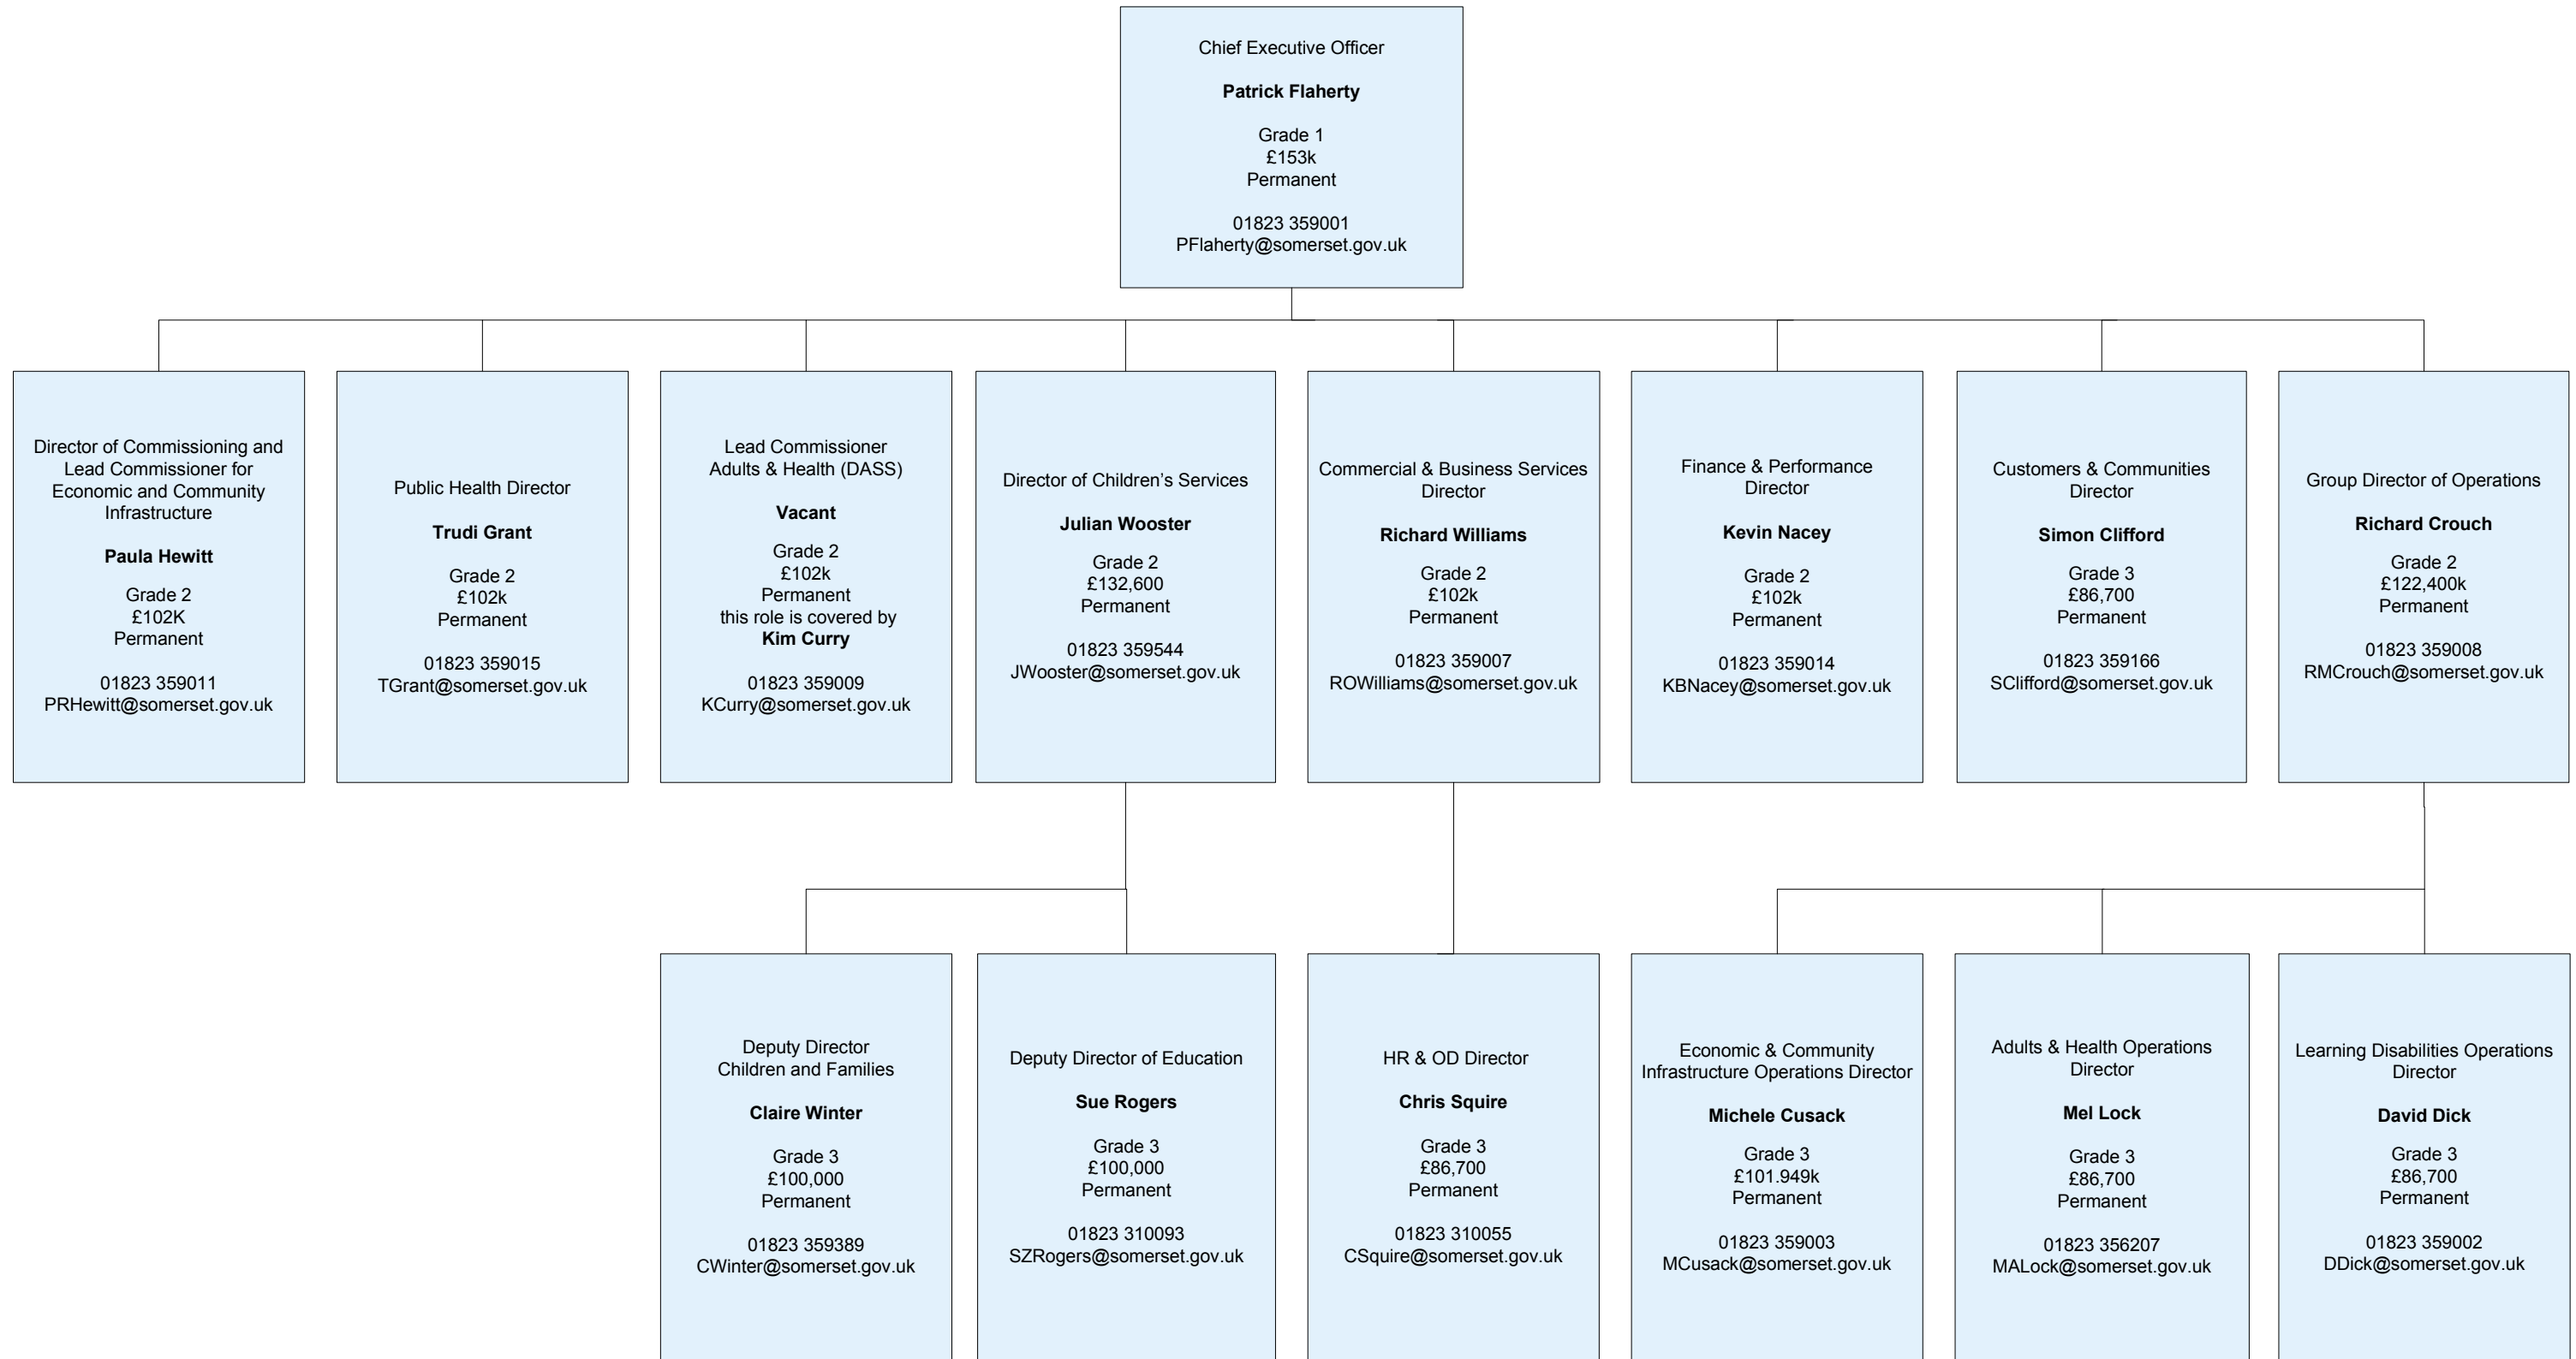 Chief Executive Officer
Patrick Flaherty
Grade 1
£153k
Permanent
01823 359001
PFlaherty@somerset.gov.uk
Director of Commissioning and
Lead Commissioner for
Economic and Community
Infrastructure
Paula Hewitt
Grade 2
£102K
Permanent
01823 359011
PRHewitt@somerset.gov.uk
Public Health Director
Trudi Grant
Grade 2
£102k
Permanent
01823 359015
TGrant@somerset.gov.uk
Lead Commissioner
Adults & Health (DASS)
Vacant
Grade 2
£102k
Permanent
this role is covered by
Kim Curry
01823 359009
KCurry@somerset.gov.uk
Director of Children’s Services
Julian Wooster
Grade 2
£132,600
Permanent
01823 359544
JWooster@somerset.gov.uk
Commercial & Business Services
Director
Richard Williams
Grade 2
£102k
Permanent
01823 359007
ROWilliams@somerset.gov.uk
Finance & Performance
Director
Kevin Nacey
Grade 2
£102k
Permanent
01823 359014
KBNacey@somerset.gov.uk
Customers & Communities
Director
Simon Clifford
Grade 3
£86,700
Permanent
01823 359166
SClifford@somerset.gov.uk
Group Director of Operations
Richard Crouch
Grade 2
£122,400k
Permanent
01823 359008
RMCrouch@somerset.gov.uk
Deputy Director
Children and Families
Claire Winter
Grade 3
£100,000
Permanent
01823 359389
CWinter@somerset.gov.uk
Deputy Director of Education
Sue Rogers
Grade 3
£100,000
Permanent
01823 310093
SZRogers@somerset.gov.uk
HR & OD Director
Chris Squire
Grade 3
£86,700
Permanent
01823 310055
CSquire@somerset.gov.uk
Economic & Community
Infrastructure Operations Director
Michele Cusack
Grade 3
£101.949k
Permanent
01823 359003
MCusack@somerset.gov.uk
Adults & Health Operations
Director
Mel Lock
Grade 3
£86,700
Permanent
01823 356207
MALock@somerset.gov.uk
Learning Disabilities Operations
Director
David Dick
Grade 3
£86,700
Permanent
01823 359002
DDick@somerset.gov.uk